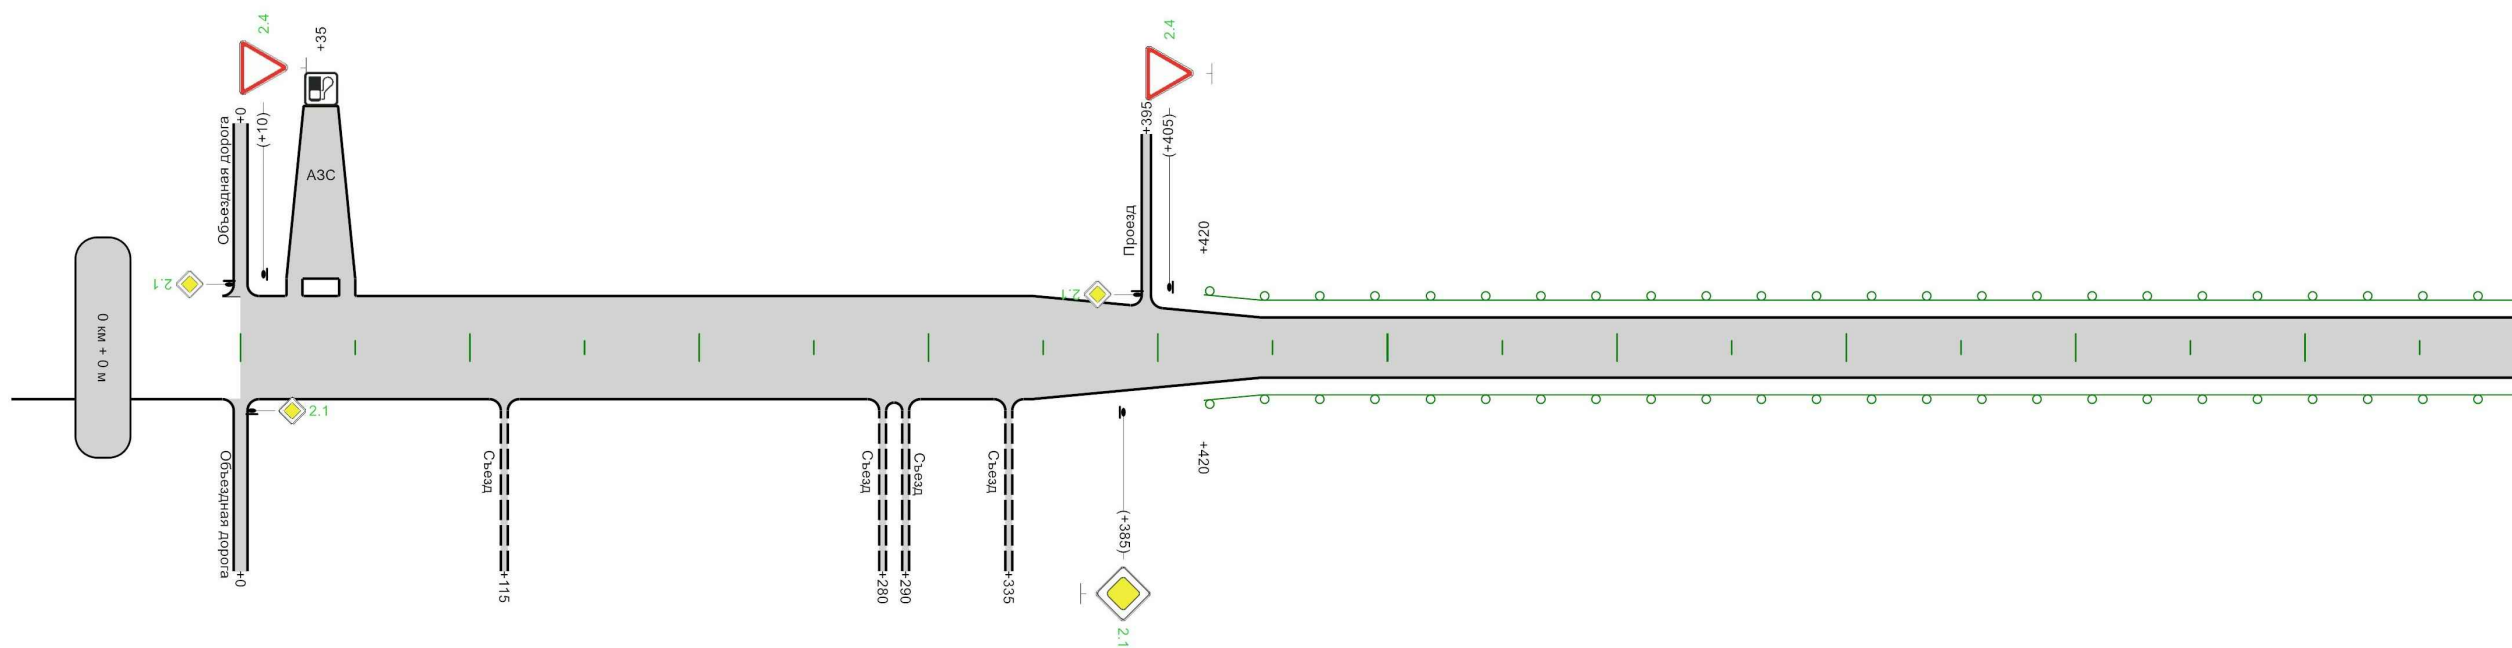 2.4
+35
2.4
+0
(+10)
Объездная дорога
АЗС
+395
(+405)
Проезд
+420
2.1
2.1
0 км + 0 м
2.1
Объездная дорога
+0
Съезд
+115
Съезд
+280
Съезд
+290
Съезд
+335
+420
(+385)
2.1